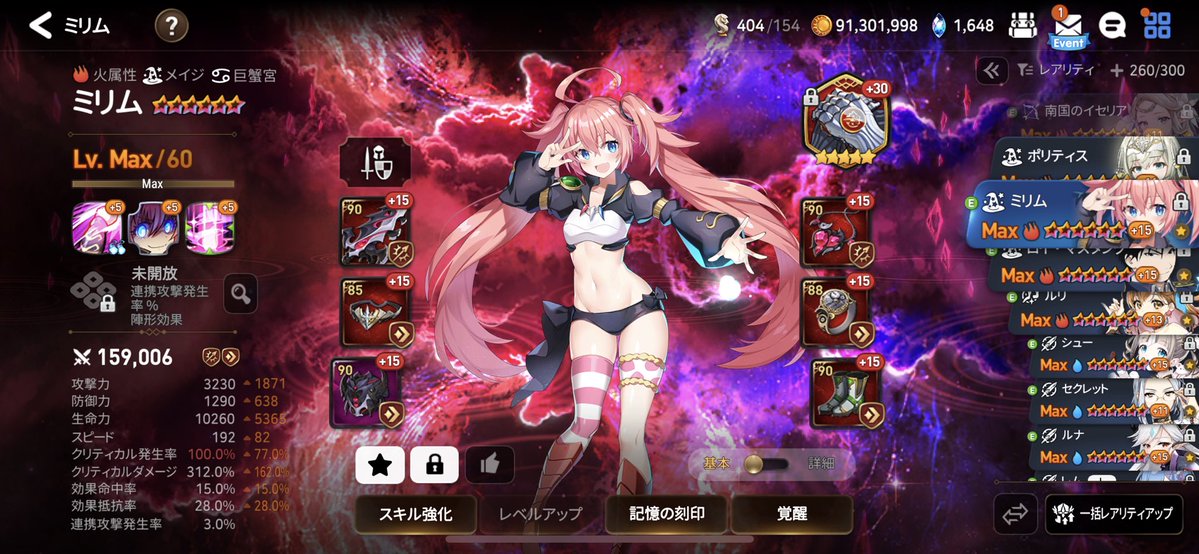 ミリム
?
404/154
91,301,998
1,648
1
Event
火属性 メイジ 巨蟹宮
ミリム
Lv. Max/60
Max
+5
+5
+5
未開放
連携攻撃発生
率%
陣形効果
159,006
攻撃力 3230 1871
防御力 1290 638
生命力 10260 5365
スピード 192 82
クリティカル発生率 100.0% 77.0%
クリティカルダメージ 312.0% 162.0%
効果命中率 15.0% 15.0%
効果抵抗率 28.0% 28.0%
連携攻撃発生率 3.0%
90 +15
85 +15
90 +15
+30
90 +15
88 +15
90 +15
基本 詳細
スキル強化
レベルアップ
記憶の刻印
覚醒
レアリティ
260/300
E 南国のイセリア
ポリティス
E ミリム
Max +15
Max +15
E ルリ
Max +13
E シュー
Max
E セクレット
Max +11
E ルナ
Max +15
一括レアリティアップ